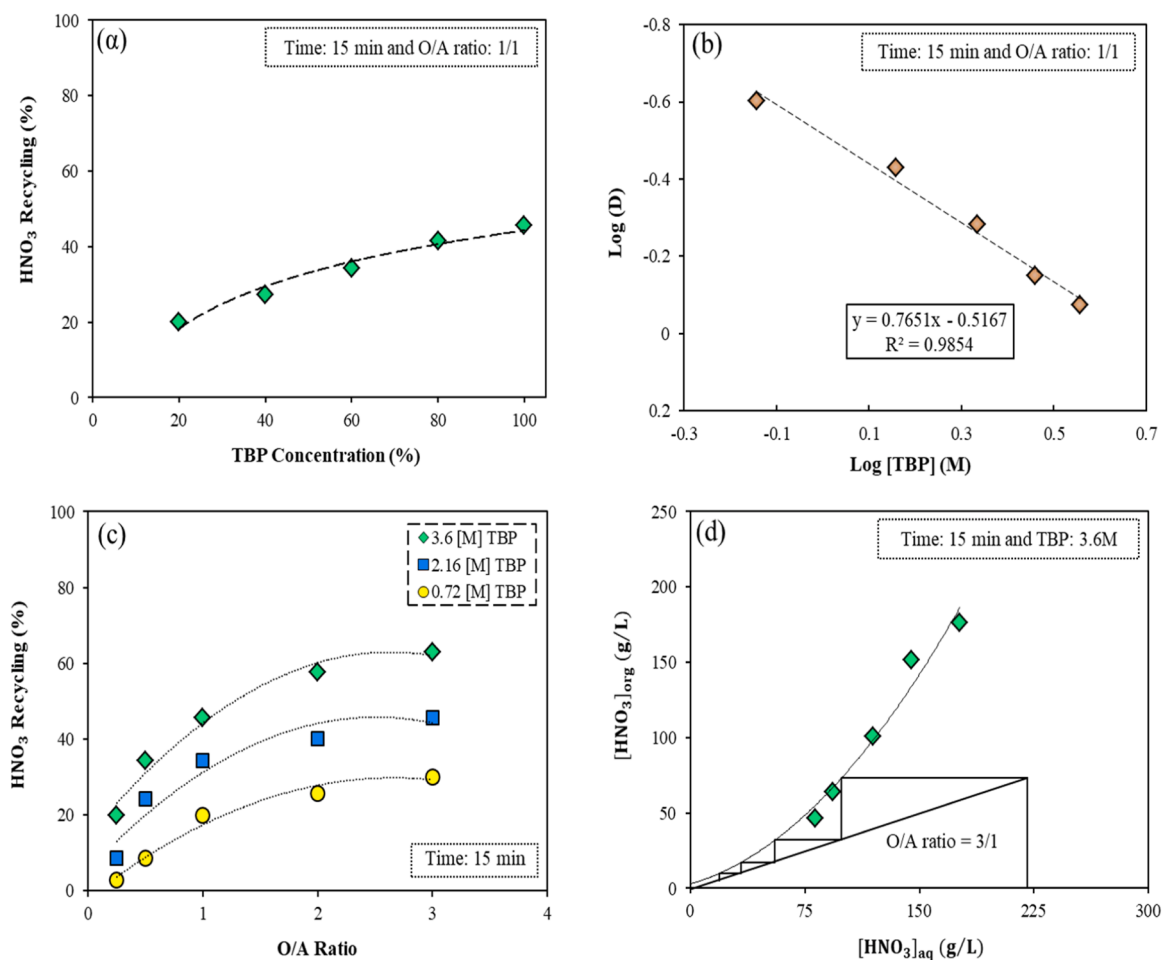 (α)
Time: 15 min and O/A ratio: 1/1
HNO₃ Recycling (%)
100
80
60
40
20
0
0 20 40 60 80 100
TBP Concentration (%)
(b)
Time: 15 min and O/A ratio: 1/1
Log (D)
-0.8
-0.6
-0.4
-0.2
0
0.2
y = 0.7651x - 0.5167
R² = 0.9854
-0.3 -0.1 0.1 0.3 0.5 0.7
Log [TBP] (M)
(c)
3.6 [M] TBP
2.16 [M] TBP
0.72 [M] TBP
HNO₃ Recycling (%)
100
80
60
40
20
0
Time: 15 min
0 1 2 3 4
O/A Ratio
(d)
Time: 15 min and TBP: 3.6M
[HNO₃]org (g/L)
250
200
150
100
50
0
O/A ratio = 3/1
0 75 150 225 300
[HNO₃]aq (g/L)